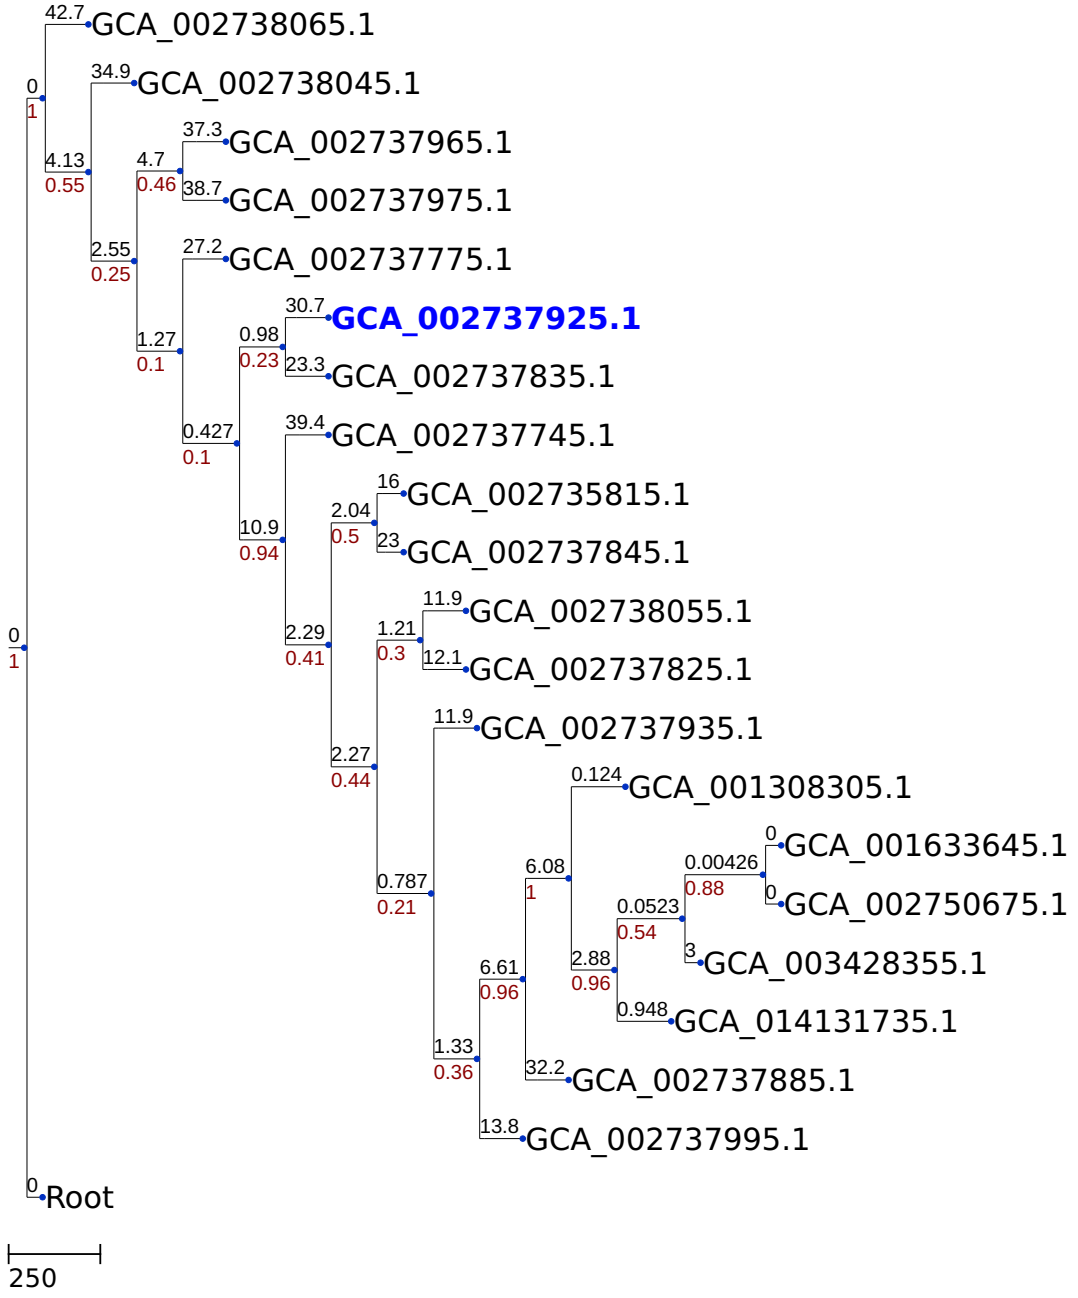 42.7
GCA_002738065.1
34.9
GCA_002738045.1
0
1
37.3
GCA_002737965.1
4.13
0.55
4.7
0.46
38.7
GCA_002737975.1
2.55
0.25
27.2
GCA_002737775.1
30.7
GCA_002737925.1
1.27
0.1
0.98
0.23
23.3
GCA_002737835.1
0.427
0.1
39.4
GCA_002737745.1
16
GCA_002735815.1
10.9
0.94
2.04
0.5
23
GCA_002737845.1
11.9
GCA_002738055.1
0
1
2.29
0.41
1.21
0.3
12.1
GCA_002737825.1
11.9
GCA_002737935.1
2.27
0.44
0.124
GCA_001308305.1
0
GCA_001633645.1
0.787
0.21
6.08
1
0.00426
0.88
0
GCA_002750675.1
0.0523
0.54
3
GCA_003428355.1
6.61
0.96
2.88
0.96
0.948
GCA_014131735.1
1.33
0.36
32.2
GCA_002737885.1
13.8
GCA_002737995.1
0
Root
250